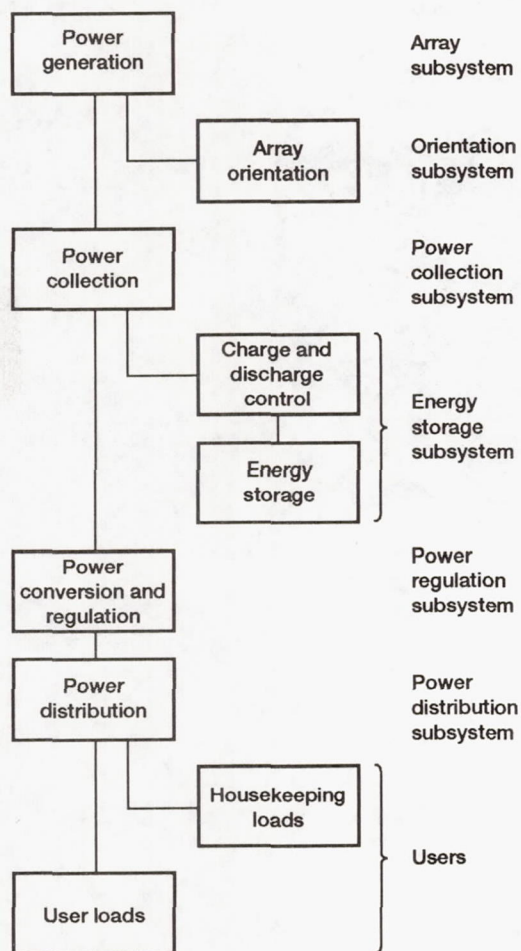 Power
generation
Array
subsystem
Array
orientation
Orientation
subsystem
Power
collection
Power
collection
subsystem
Charge and
discharge
control
Energy
storage
Energy
storage
subsystem
Power
conversion and
regulation
Power
regulation
subsystem
Power
distribution
Power
distribution
subsystem
Housekeeping
loads
Users
User loads